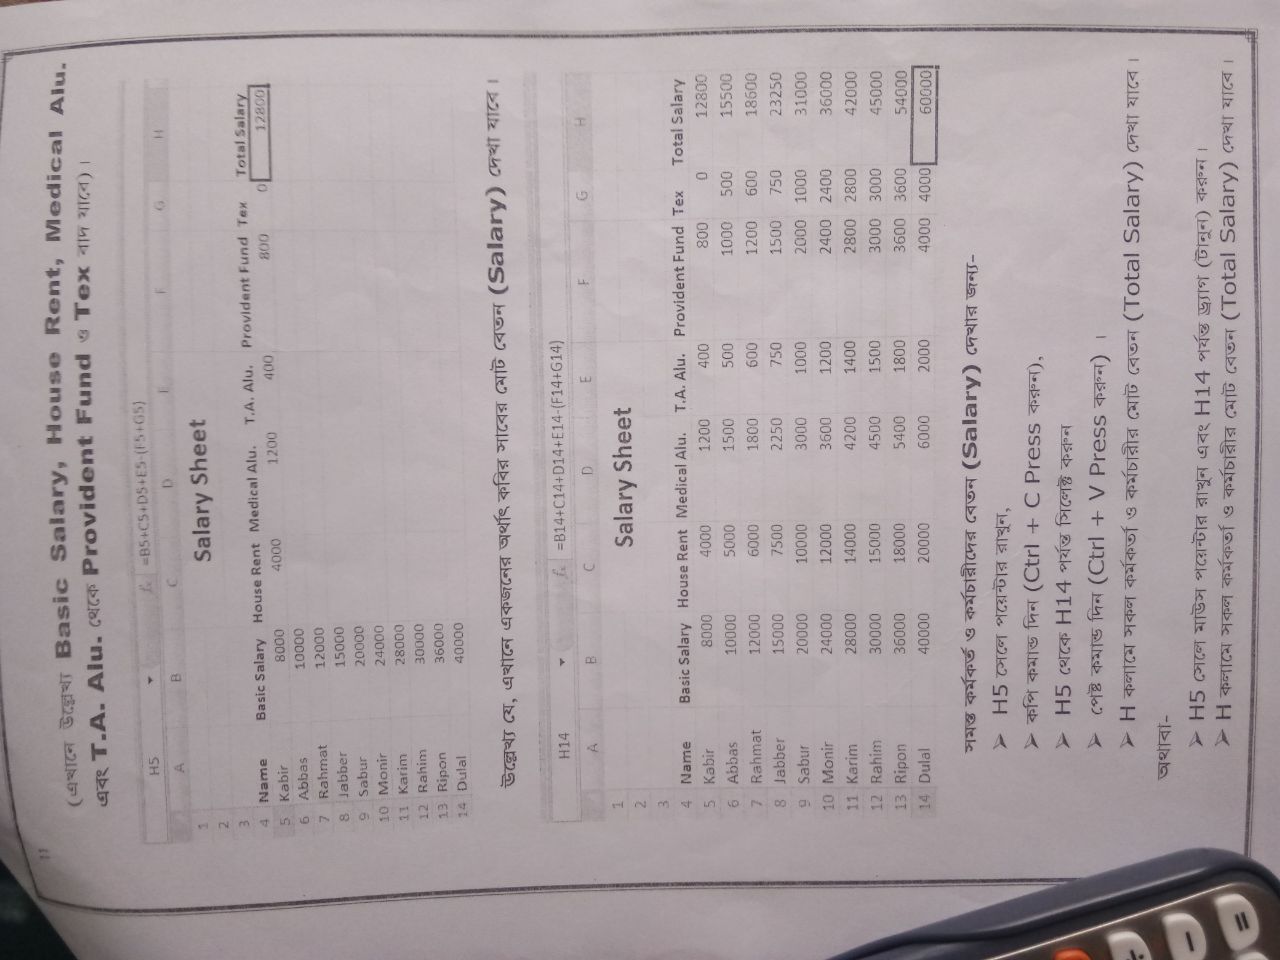 11
(এখানে উল্লেখ্য Basic Salary, House Rent, Medical Alu.
এবং T.A. Alu. থেকে Provident Fund ও Tex বাদ যাবে)।
H5 fx =B5+C5+D5+E5-(F5+G5)
A B C D E F G H
1 Salary Sheet
2
3
4 Name Basic Salary House Rent Medical Alu. T.A. Alu. Provident Fund Tex Total Salary
5 Kabir 8000 4000 1200 400 800 0 12800
6 Abbas 10000
7 Rahmat 12000
8 Jabber 15000
9 Sabur 20000
10 Monir 24000
11 Karim 28000
12 Rahim 30000
13 Ripon 36000
14 Dulal 40000
উল্লেখ্য যে, এখানে একজনের অর্থাৎ কবির সাবের মোট বেতন (Salary) দেখা যাবে।
H14 fx =B14+C14+D14+E14-(F14+G14)
A B C D E F G H
1 Salary Sheet
2
3
4 Name Basic Salary House Rent Medical Alu. T.A. Alu. Provident Fund Tex Total Salary
5 Kabir 8000 4000 1200 400 800 0 12800
6 Abbas 10000 5000 1500 500 1000 500 15500
7 Rahmat 12000 6000 1800 600 1200 600 18600
8 Jabber 15000 7500 2250 750 1500 750 23250
9 Sabur 20000 10000 3000 1000 2000 1000 31000
10 Monir 24000 12000 3600 1200 2400 2400 36000
11 Karim 28000 14000 4200 1400 2800 2800 42000
12 Rahim 30000 15000 4500 1500 3000 3000 45000
13 Ripon 36000 18000 5400 1800 3600 3600 54000
14 Dulal 40000 20000 6000 2000 4000 4000 60000
সমস্ত কর্মকর্ত ও কর্মচারীদের বেতন (Salary) দেখার জন্য-
➢ H5 সেলে পয়েন্টার রাখুন,
➢ কপি কমান্ড দিন (Ctrl + C Press করুন),
➢ H5 থেকে H14 পর্যন্ত সিলেক্ট করুন
➢ পেষ্ট কমান্ড দিন (Ctrl + V Press করুন) ।
➢ H কলামে সকল কর্মকর্তা ও কর্মচারীর মোট বেতন (Total Salary) দেখা যাবে।
অথাবা-
➢ H5 সেলে মাউস পয়েন্টার রাখুন এবং H14 পর্যন্ত ড্র্যাগ (টানুন) করুন।
➢ H কলামে সকল কর্মকর্তা ও কর্মচারীর মোট বেতন (Total Salary) দেখা যাবে।